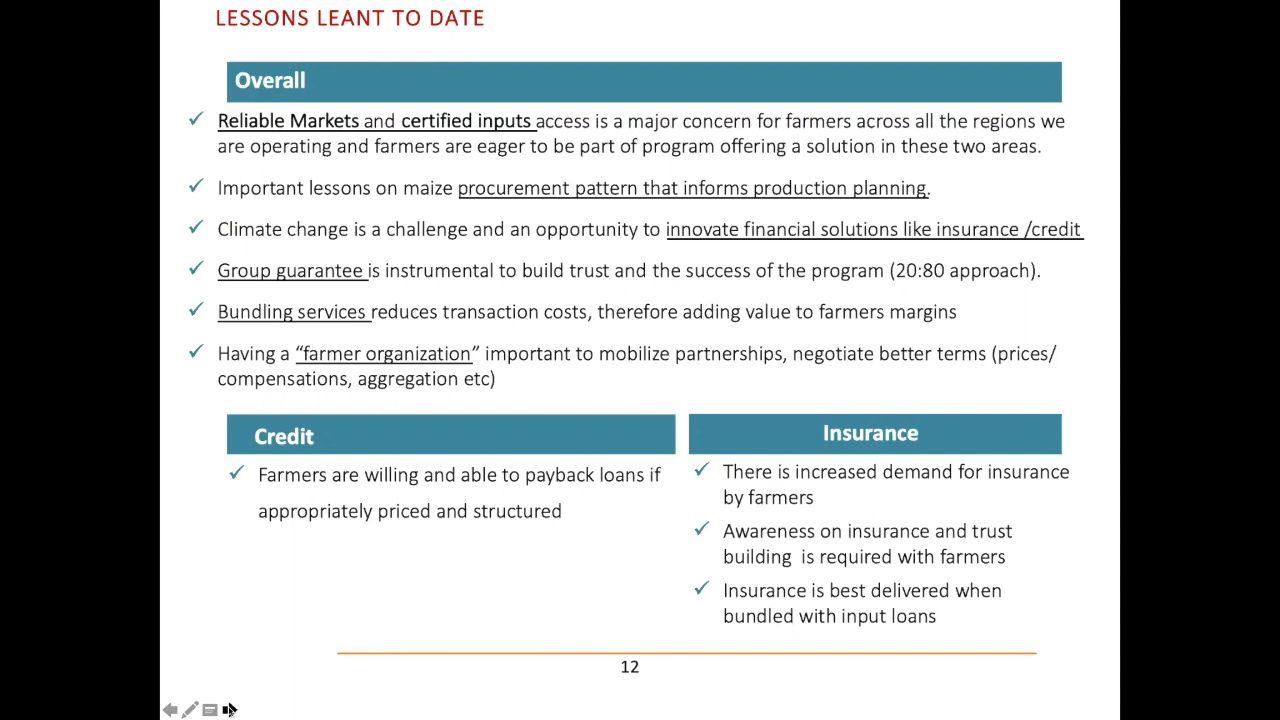 LESSONS LEANT TO DATE
Overall
✓ Reliable Markets and certified inputs access is a major concern for farmers across all the regions we
are operating and farmers are eager to be part of program offering a solution in these two areas.
✓ Important lessons on maize procurement pattern that informs production planning.
✓ Climate change is a challenge and an opportunity to innovate financial solutions like insurance /credit
✓ Group guarantee is instrumental to build trust and the success of the program (20:80 approach).
✓ Bundling services reduces transaction costs, therefore adding value to farmers margins
✓ Having a “farmer organization” important to mobilize partnerships, negotiate better terms (prices/
compensations, aggregation etc)
Credit
✓ Farmers are willing and able to payback loans if
appropriately priced and structured
Insurance
✓ There is increased demand for insurance
by farmers
✓ Awareness on insurance and trust
building is required with farmers
✓ Insurance is best delivered when
bundled with input loans
12